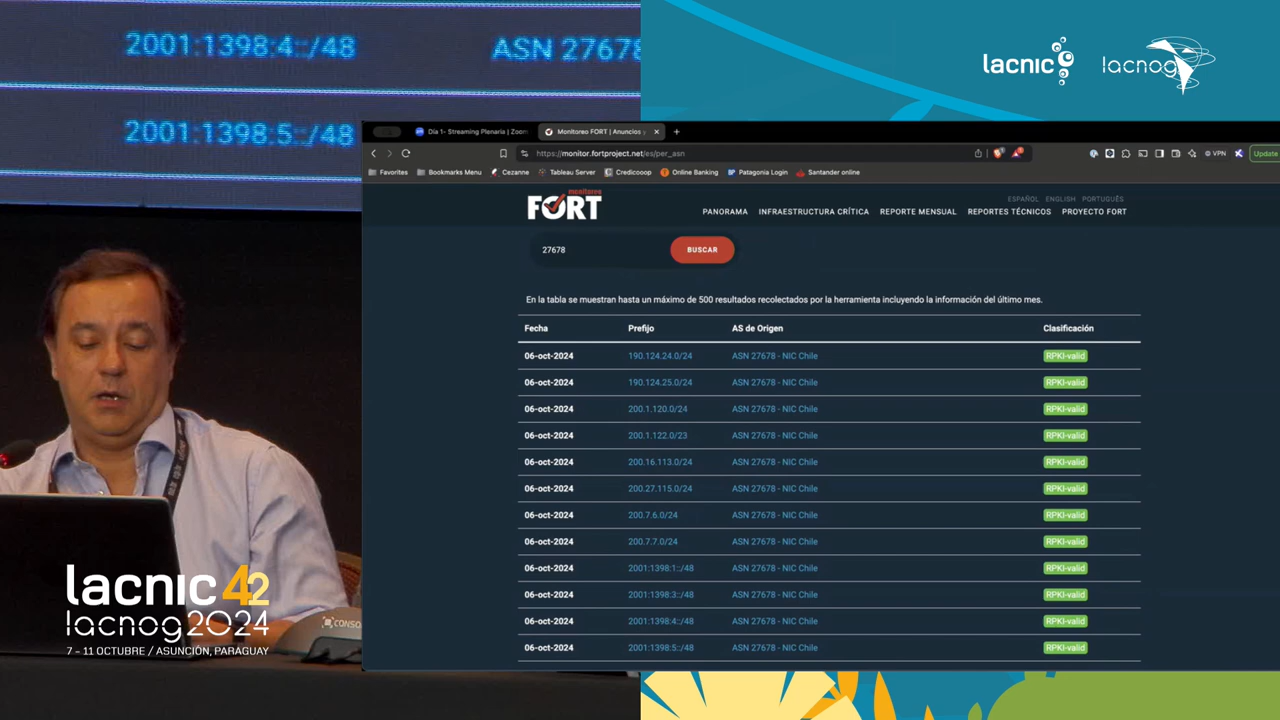 2001:1398:4::/48 ASN 27678
2001:1398:5::/48
lacnic
lacnog
Día 1- Streaming Plenaria | Zoom
Monitoreo FORT | Anuncios y
https://monitor.fortproject.net/es/per_asn
VPN
Update
Favorites
Bookmarks Menu
Cezanne
Tableau Server
Credicooop
Online Banking
Patagonia Login
Santander online
monitoreo
FORT
ESPAÑOL ENGLISH PORTUGUÊS
PANORAMA INFRAESTRUCTURA CRÍTICA REPORTE MENSUAL REPORTES TÉCNICOS PROYECTO FORT
27678 BUSCAR
En la tabla se muestran hasta un máximo de 500 resultados recolectados por la herramienta incluyendo la información del último mes.
Fecha Prefijo AS de Origen Clasificación
06-oct-2024 190.124.24.0/24 ASN 27678 - NIC Chile RPKI-valid
06-oct-2024 190.124.25.0/24 ASN 27678 - NIC Chile RPKI-valid
06-oct-2024 200.1.120.0/24 ASN 27678 - NIC Chile RPKI-valid
06-oct-2024 200.1.122.0/23 ASN 27678 - NIC Chile RPKI-valid
06-oct-2024 200.16.113.0/24 ASN 27678 - NIC Chile RPKI-valid
06-oct-2024 200.27.115.0/24 ASN 27678 - NIC Chile RPKI-valid
06-oct-2024 200.7.6.0/24 ASN 27678 - NIC Chile RPKI-valid
06-oct-2024 200.7.7.0/24 ASN 27678 - NIC Chile RPKI-valid
06-oct-2024 2001:1398:1::/48 ASN 27678 - NIC Chile RPKI-valid
06-oct-2024 2001:1398:3::/48 ASN 27678 - NIC Chile RPKI-valid
06-oct-2024 2001:1398:4::/48 ASN 27678 - NIC Chile RPKI-valid
06-oct-2024 2001:1398:5::/48 ASN 27678 - NIC Chile RPKI-valid
lacnic 42
lacnog2024
7 – 11 OCTUBRE / ASUNCIÓN, PARAGUAY